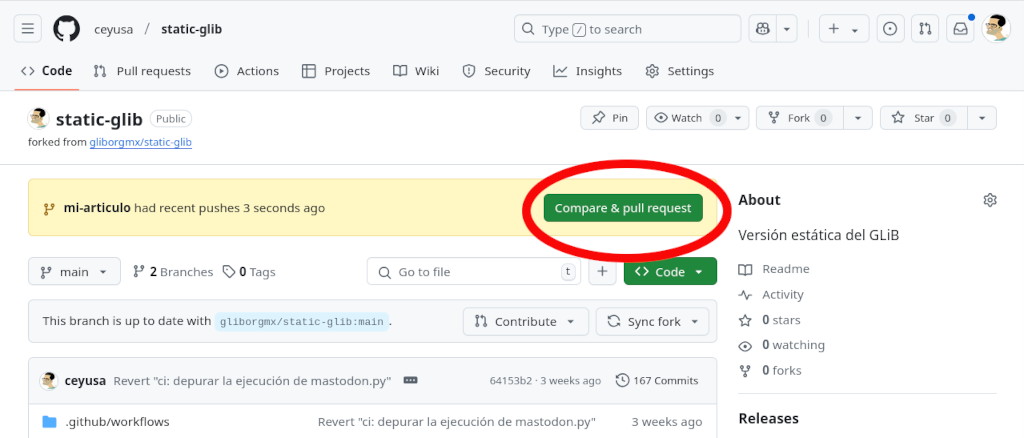 ceyusa / static-glib Type / to search
Code Pull requests Actions Projects Wiki Security Insights Settings
static-glib Public Pin Watch 0 Fork 0 Star 0
forked from gliborgmx/static-glib
mi-articulo had recent pushes 3 seconds ago Compare & pull request
main 2 Branches 0 Tags Go to file t + Code
This branch is up to date with gliborgmx/static-glib:main. Contribute Sync fork
ceyusa Revert "ci: depurar la ejecución de mastodon.py" 64153b2 · 3 weeks ago 167 Commits
.github/workflows Revert "ci: depurar la ejecución de mastodon.py" 3 weeks ago
About
Versión estática del GLiB
Readme
Activity
0 stars
0 watching
0 forks
Releases